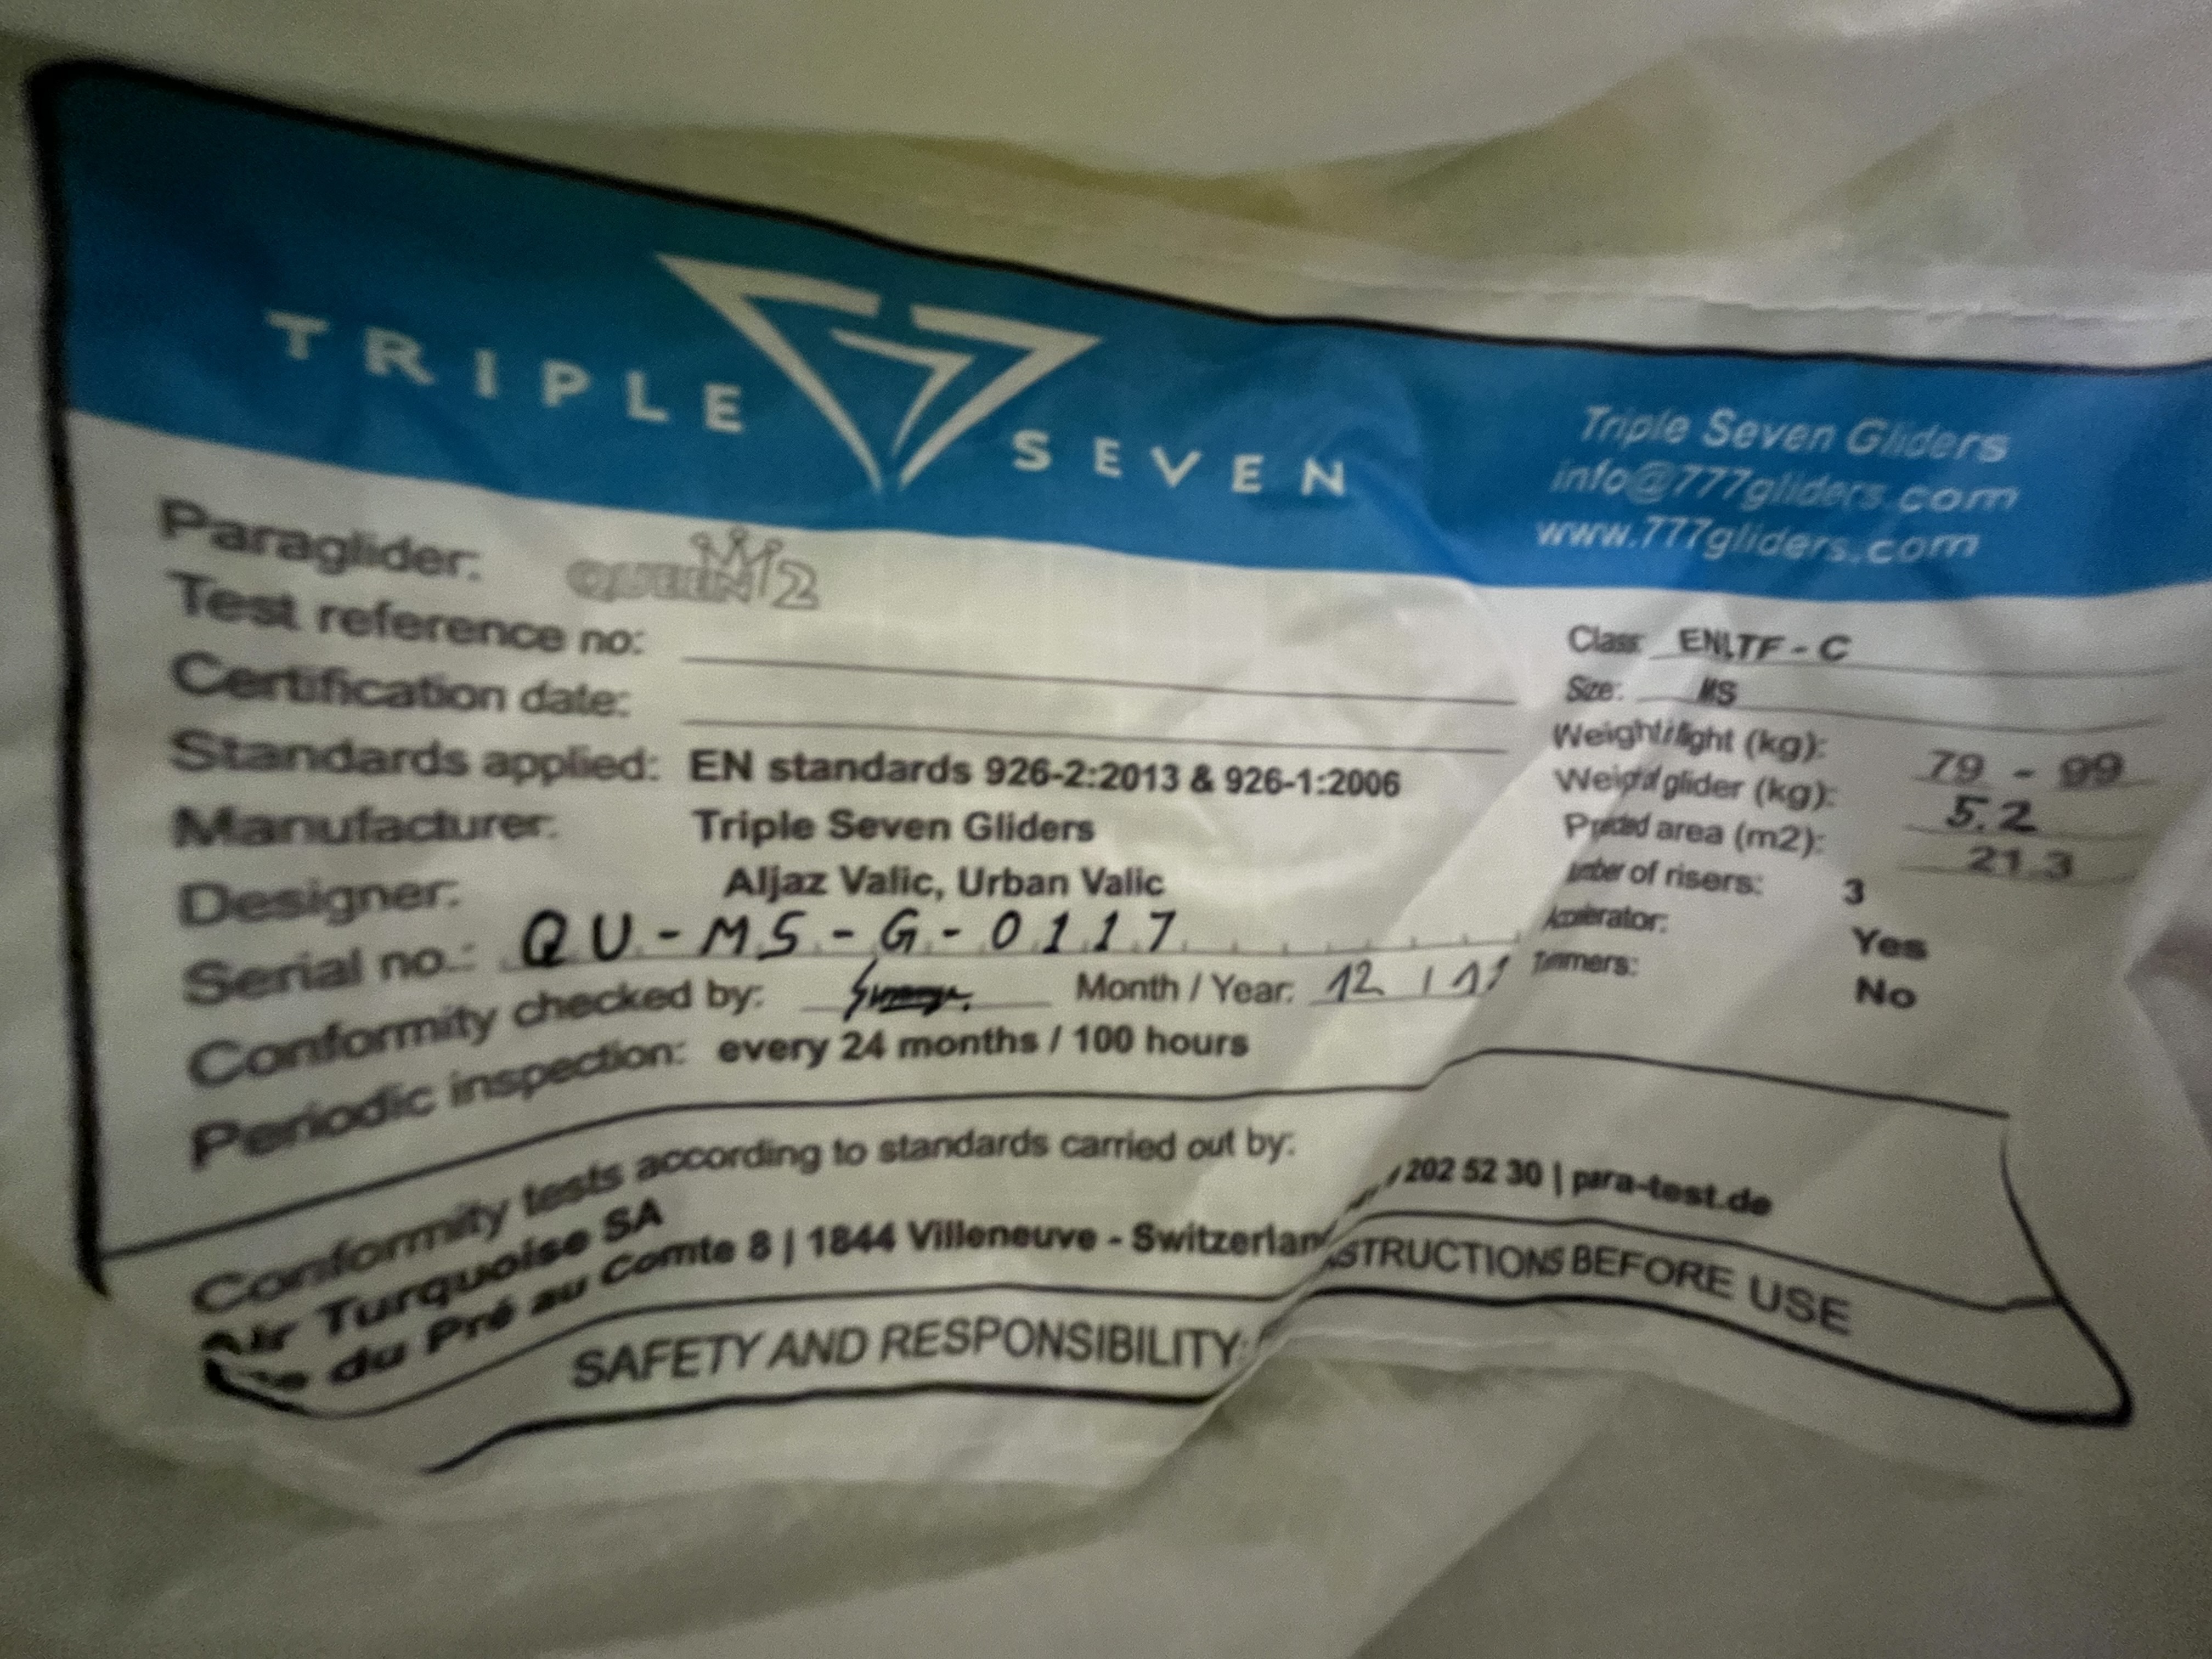 TRIPLE SEVEN
Triple Seven Gliders
info@777gliders.com
www.777gliders.com
Paraglider: QUEEN 2
Test reference no:
Certification date:
Standards applied: EN standards 926-2:2013 & 926-1:2006
Manufacturer: Triple Seven Gliders
Designer: Aljaz Valic, Urban Valic
Serial no.: QU-MS-G-0117
Conformity checked by: Month / Year: 12 /
Periodic inspection: every 24 months / 100 hours
Class: EN\LTF - C
Size: MS
(kg): 79 - 99
glider (kg): 5.2
area (m2): 21.3
of risers: 3
Accelerator: Yes
Trimmers: No
Conformity tests according to standards carried out by:
Air Turquoise SA
du Pré au Comte 8 | 1844 Villeneuve - Switzerlan
202 52 30 | para-test.de
SAFETY AND RESPONSIBILITY: STRUCTIONS BEFORE USE